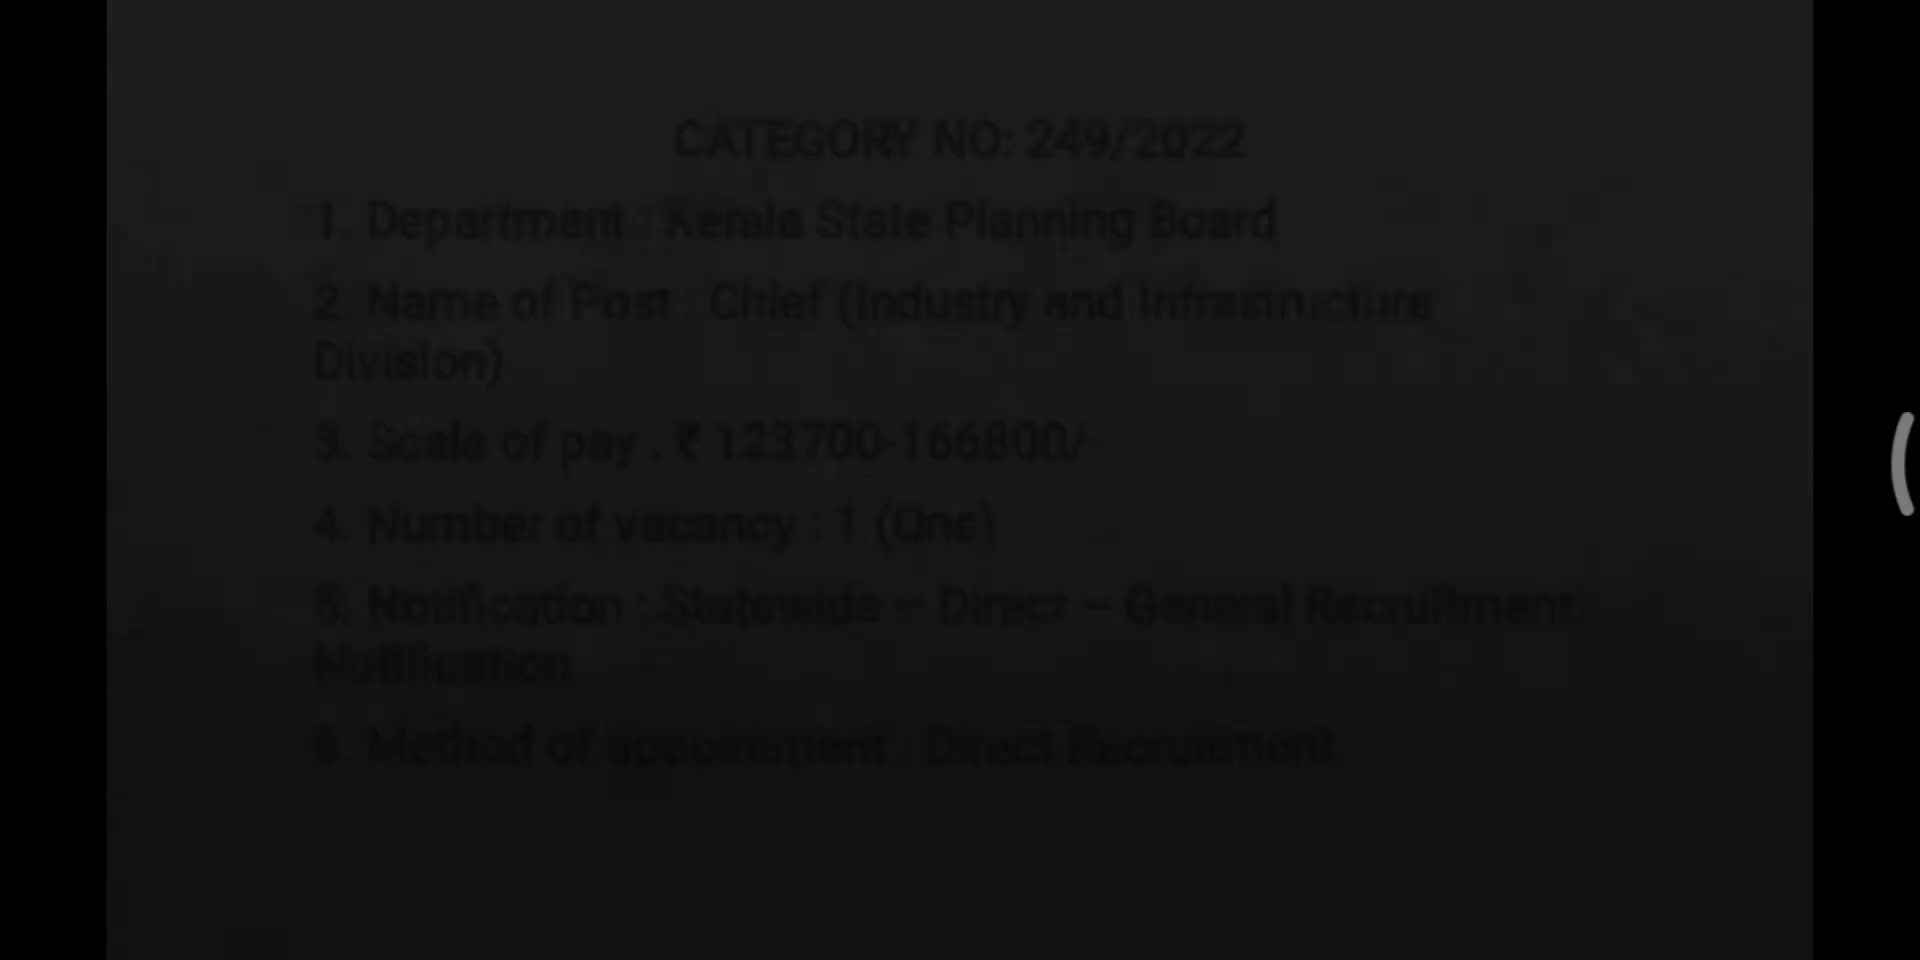 CATEGORY NO: 249/2022
1. Department : Kerala State Planning Board
2. Name of Post : Chief (Industry and Infrastructure
Division)
3. Scale of pay : ₹ 123700-166800/-
4. Number of vacancy : 1 (One)
5. Notification : Statewide – Direct – General Recruitment
Notification
6. Method of appointment : Direct Recruitment.